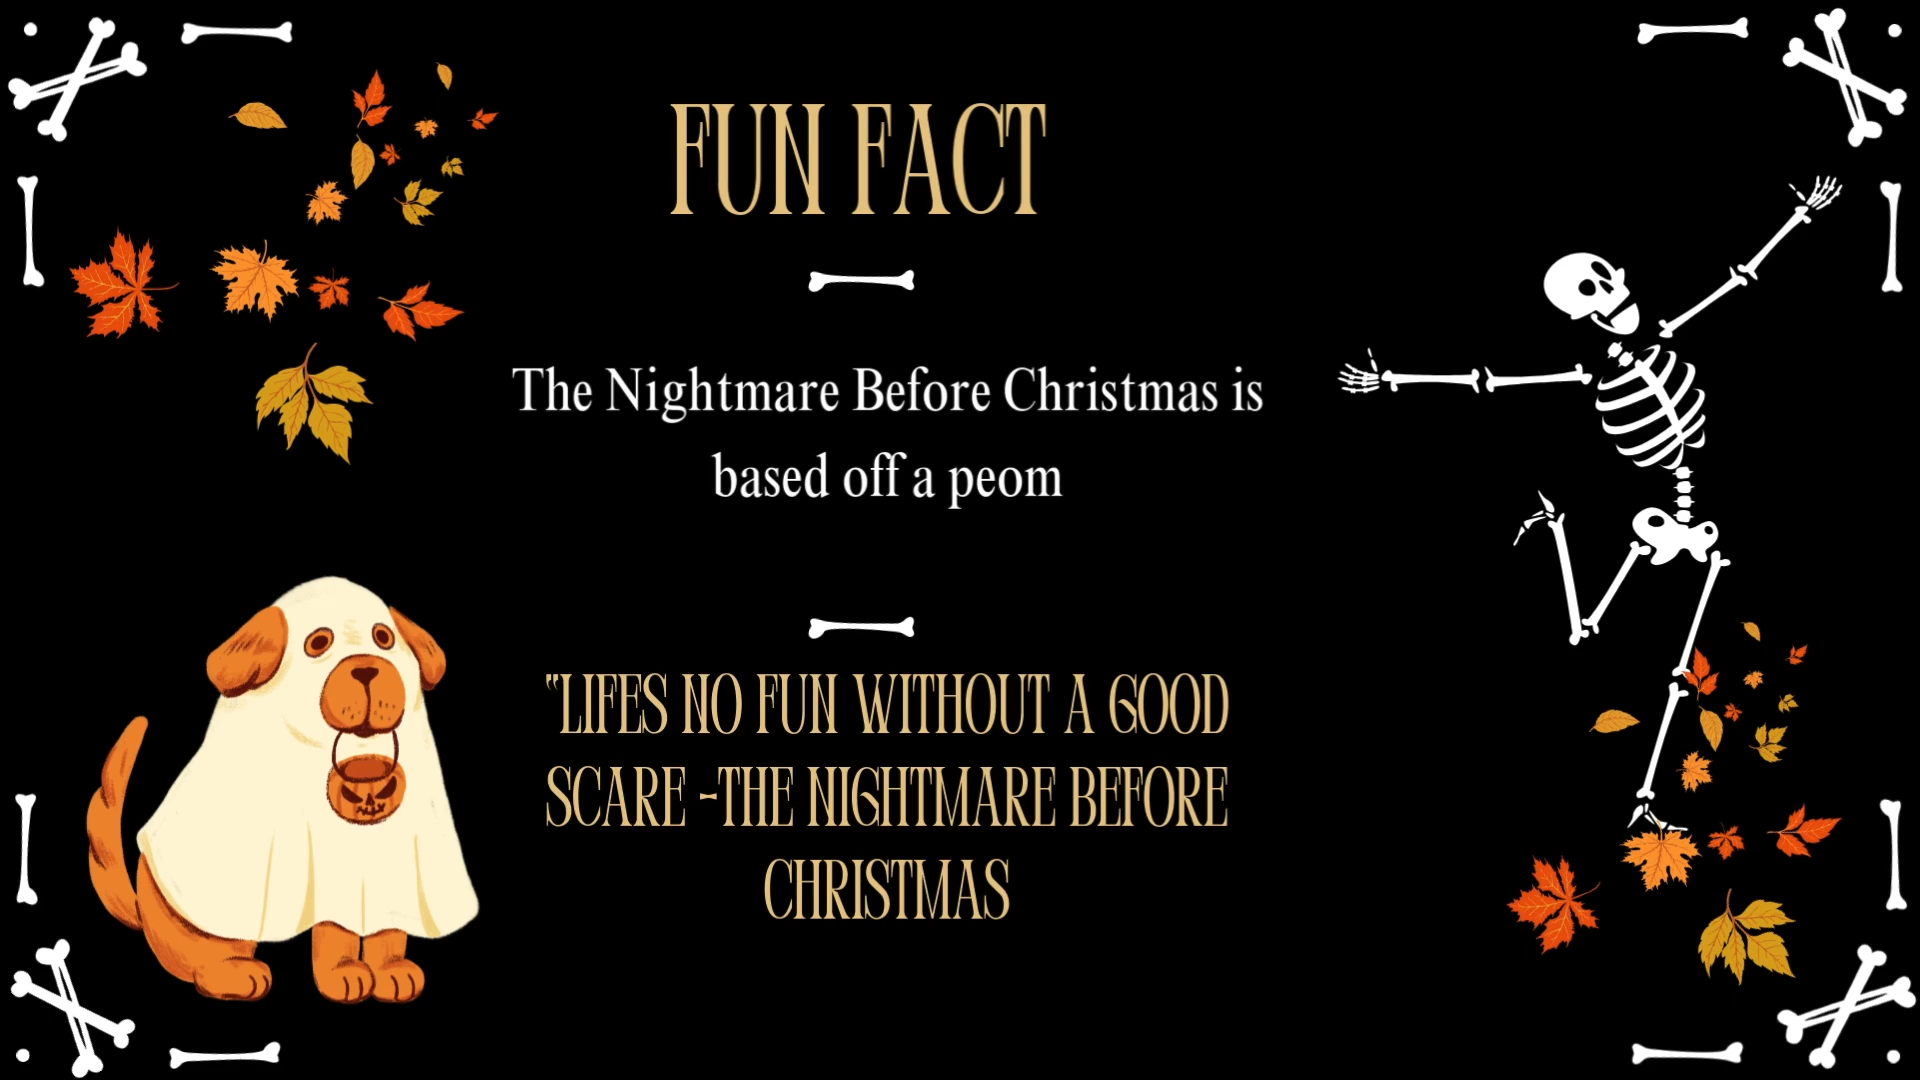 FUN FACT
The Nightmare Before Christmas is
based off a peom
"LIFES NO FUN WITHOUT A GOOD
SCARE -THE NIGHTMARE BEFORE
CHRISTMAS